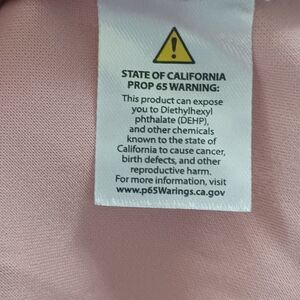 STATE OF CALIFORNIA
PROP 65 WARNING:
This product can expose
you to Diethylhexyl
phthalate (DEHP),
and other chemicals
known to the state of
California to cause cancer,
birth defects, and other
reproductive harm.
For more information, visit
www.p65Warings.ca.gov